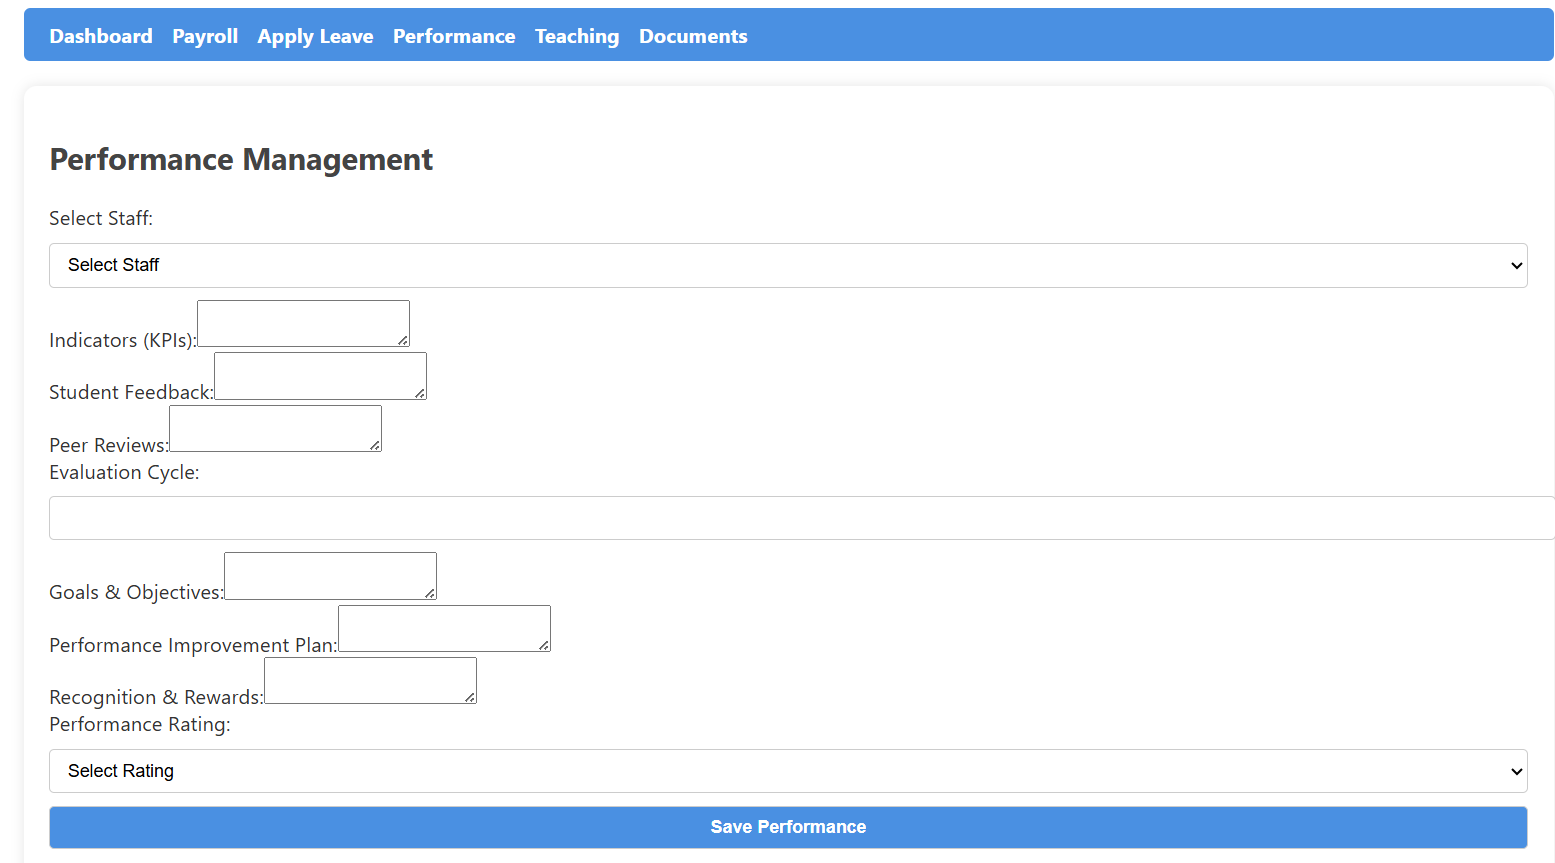 Dashboard Payroll Apply Leave Performance Teaching Documents
Performance Management
Select Staff:
Select Staff
Indicators (KPIs):
Student Feedback:
Peer Reviews:
Evaluation Cycle:
Goals & Objectives:
Performance Improvement Plan:
Recognition & Rewards:
Performance Rating:
Select Rating
Save Performance